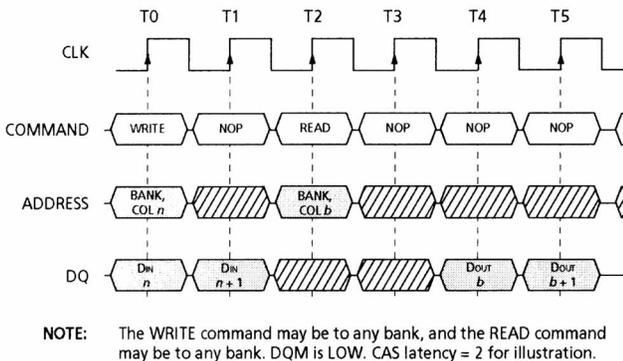 T0 T1 T2 T3 T4 T5
CLK
COMMAND WRITE NOP READ NOP NOP NOP
ADDRESS BANK, COL n BANK, COL b
DQ DIN n DIN n + 1 DOUT b DOUT b + 1
NOTE: The WRITE command may be to any bank, and the READ command
may be to any bank. DQM is LOW. CAS latency = 2 for illustration.